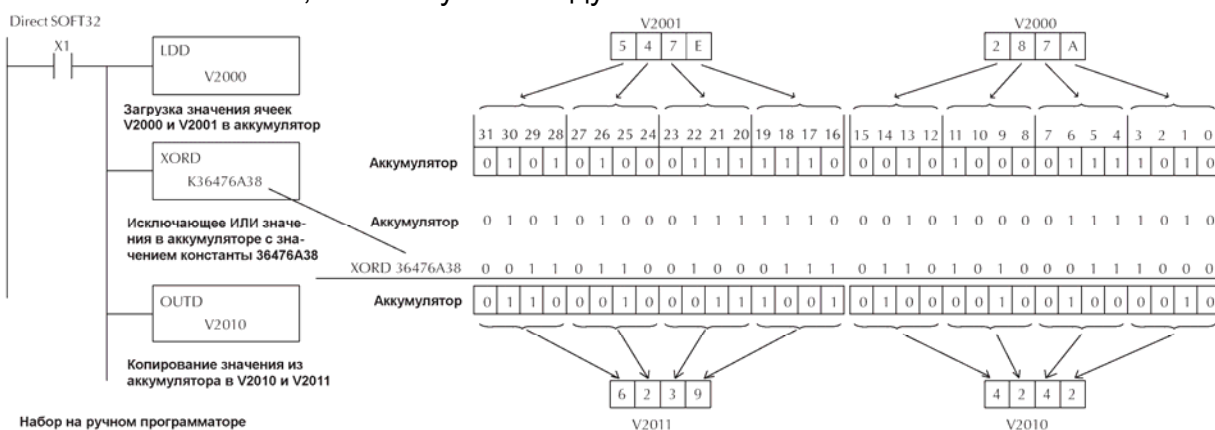 Direct SOFT32
X1
LDD
V2000
Загрузка значения ячеек
V2000 и V2001 в аккумулятор
XORD
K36476A38
Исключающее ИЛИ значе-
ния в аккумуляторе с зна-
чением константы 36476A38
OUTD
V2010
Копирование значения из
аккумулятора в V2010 и V2011
Набор на ручном программаторе
V2001 V2000
5 4 7 E 2 8 7 A
31 30 29 28 27 26 25 24 23 22 21 20 19 18 17 16 15 14 13 12 11 10 9 8 7 6 5 4 3 2 1 0
Аккумулятор 0 1 0 1 0 1 0 0 0 1 1 1 1 1 1 0 0 0 1 0 1 0 0 0 0 1 1 1 1 0 1 0
Аккумулятор 0 1 0 1 0 1 0 0 0 1 1 1 1 1 1 0 0 0 1 0 1 0 0 0 0 1 1 1 1 0 1 0
XORD 36476A38 0 0 1 1 0 1 1 0 0 1 0 0 0 1 1 1 0 1 1 0 1 0 1 0 0 0 1 1 1 0 0 0
Аккумулятор 0 1 1 0 0 0 1 0 0 0 1 1 1 0 0 1 0 1 0 0 0 0 1 0 0 1 0 0 0 0 1 0
6 2 3 9 4 2 4 2
V2011 V2010